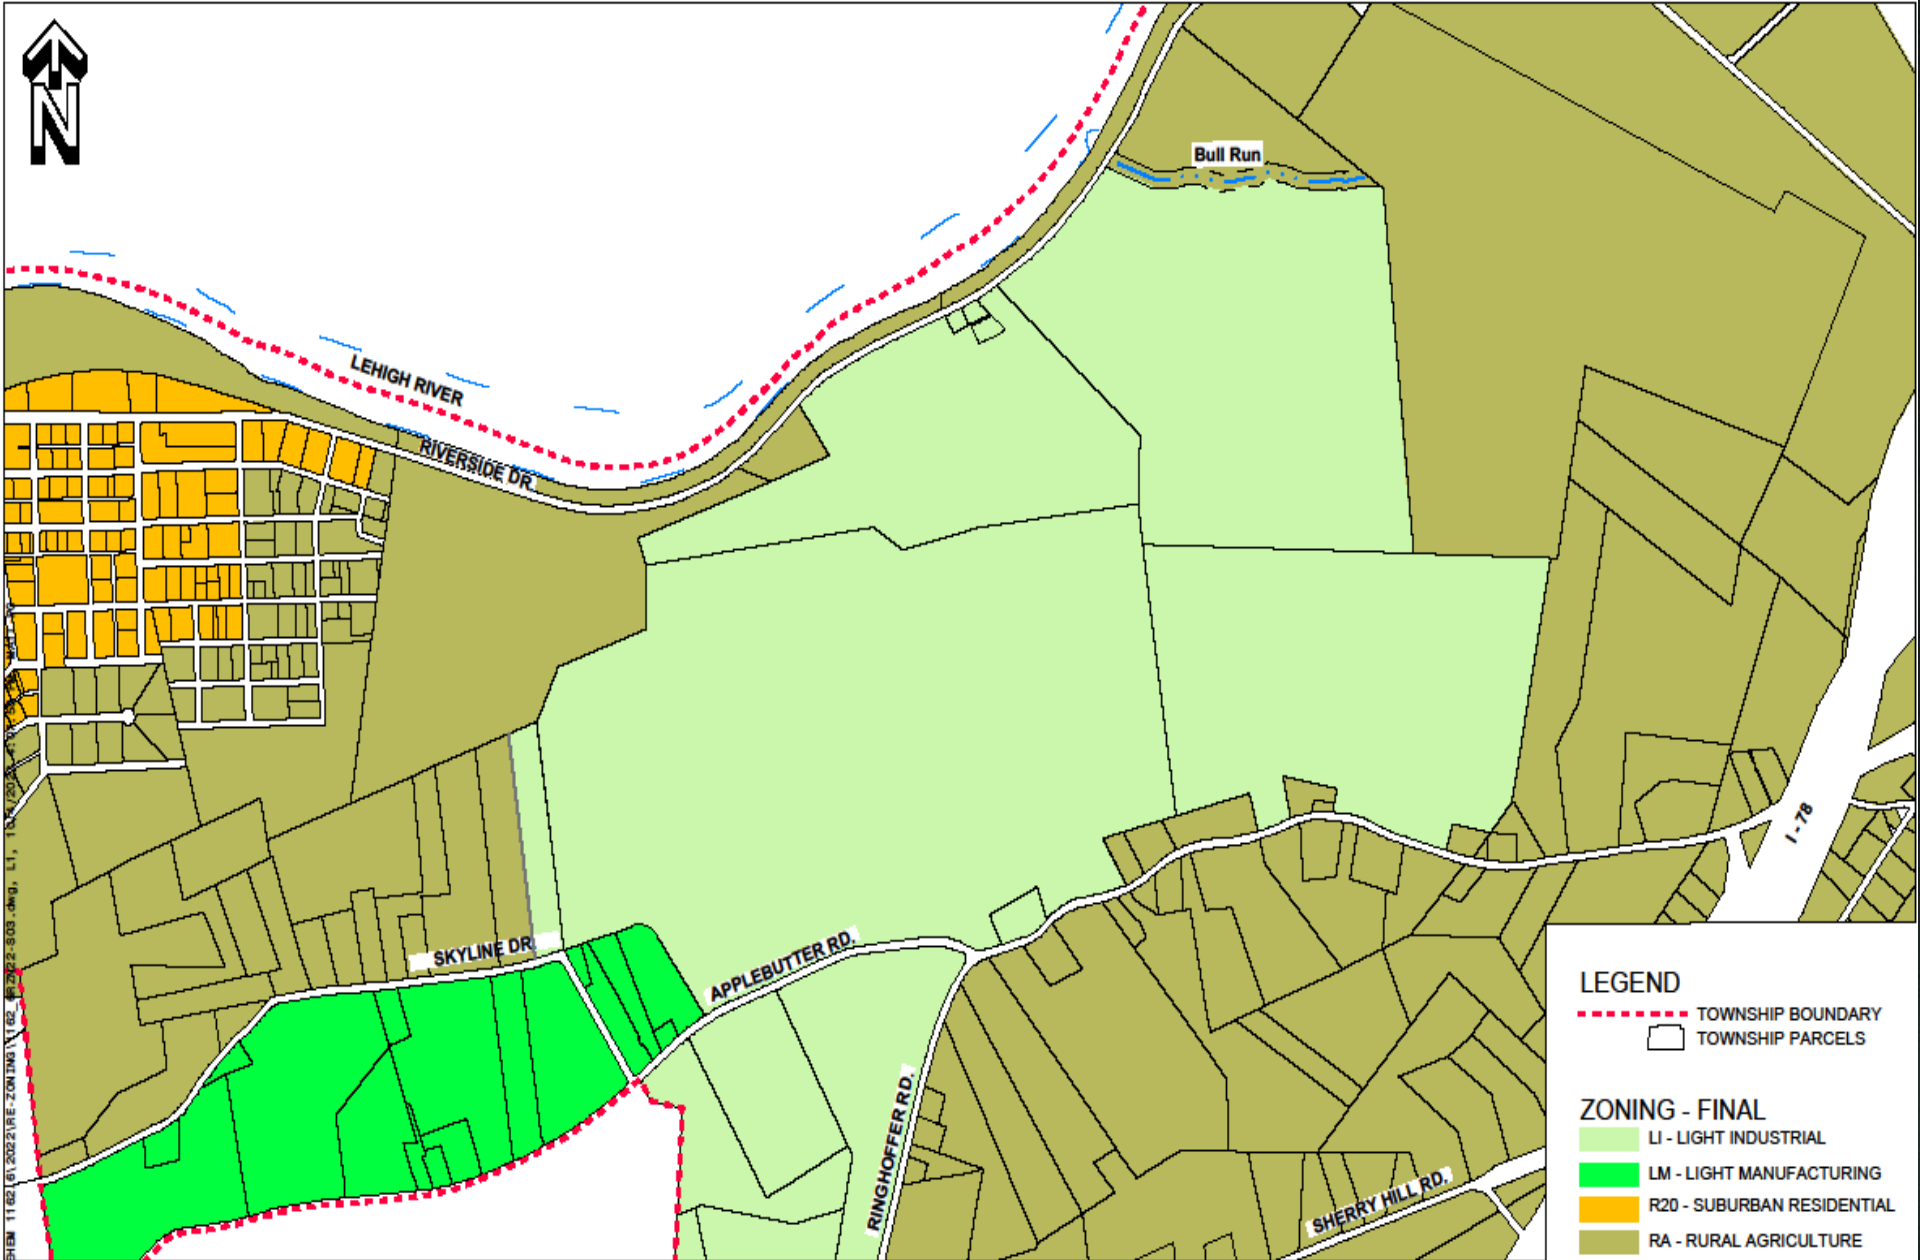 N
Bull Run
LEHIGH RIVER
RIVERSIDE DR.
SKYLINE DR.
APPLEBUTTER RD.
RINGHOFFER RD.
SHERRY HILL RD.
I - 78
LEGEND
TOWNSHIP BOUNDARY
TOWNSHIP PARCELS
ZONING - FINAL
LI - LIGHT INDUSTRIAL
LM - LIGHT MANUFACTURING
R20 - SUBURBAN RESIDENTIAL
RA - RURAL AGRICULTURE